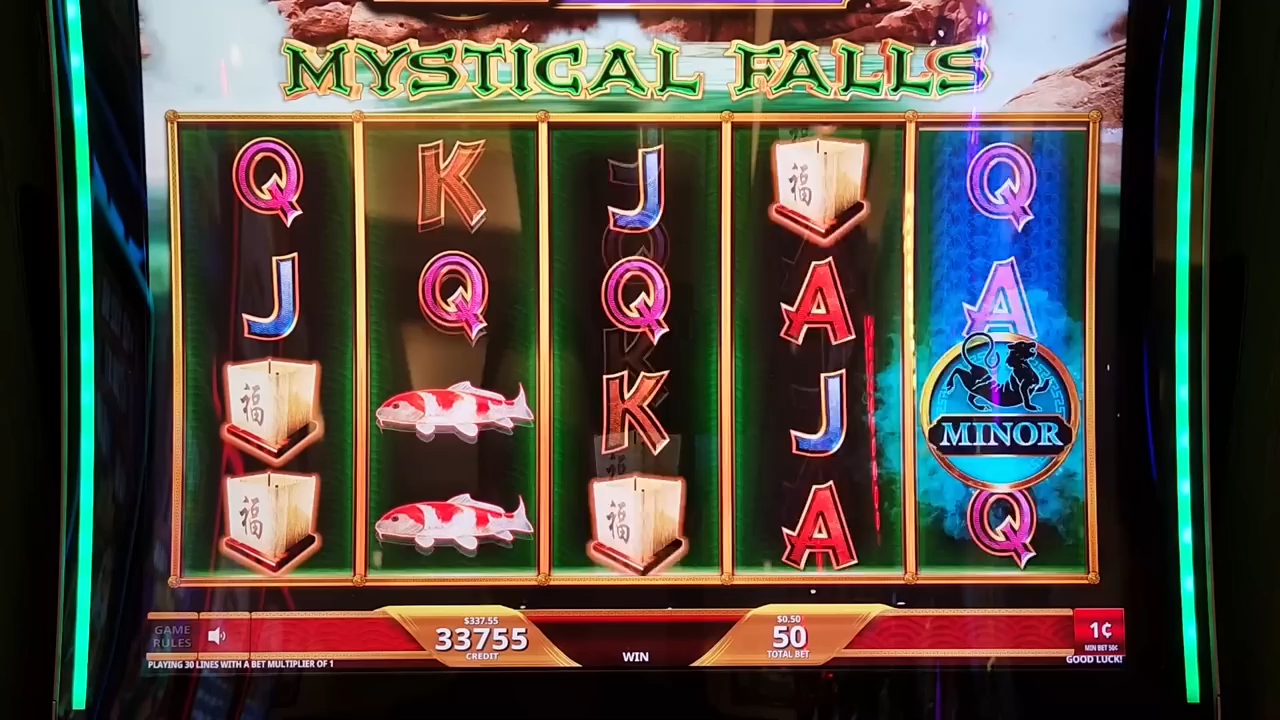 MYSTICAL FALLS
Q K J 福 Q
J Q Q A A
福 K J MINOR
福 福 A Q
GAME RULES
$337.55
33755
CREDIT
WIN
$0.50
50
TOTAL BET
1¢
MIN BET 50¢
PLAYING 30 LINES WITH A BET MULTIPLIER OF 1
GOOD LUCK!